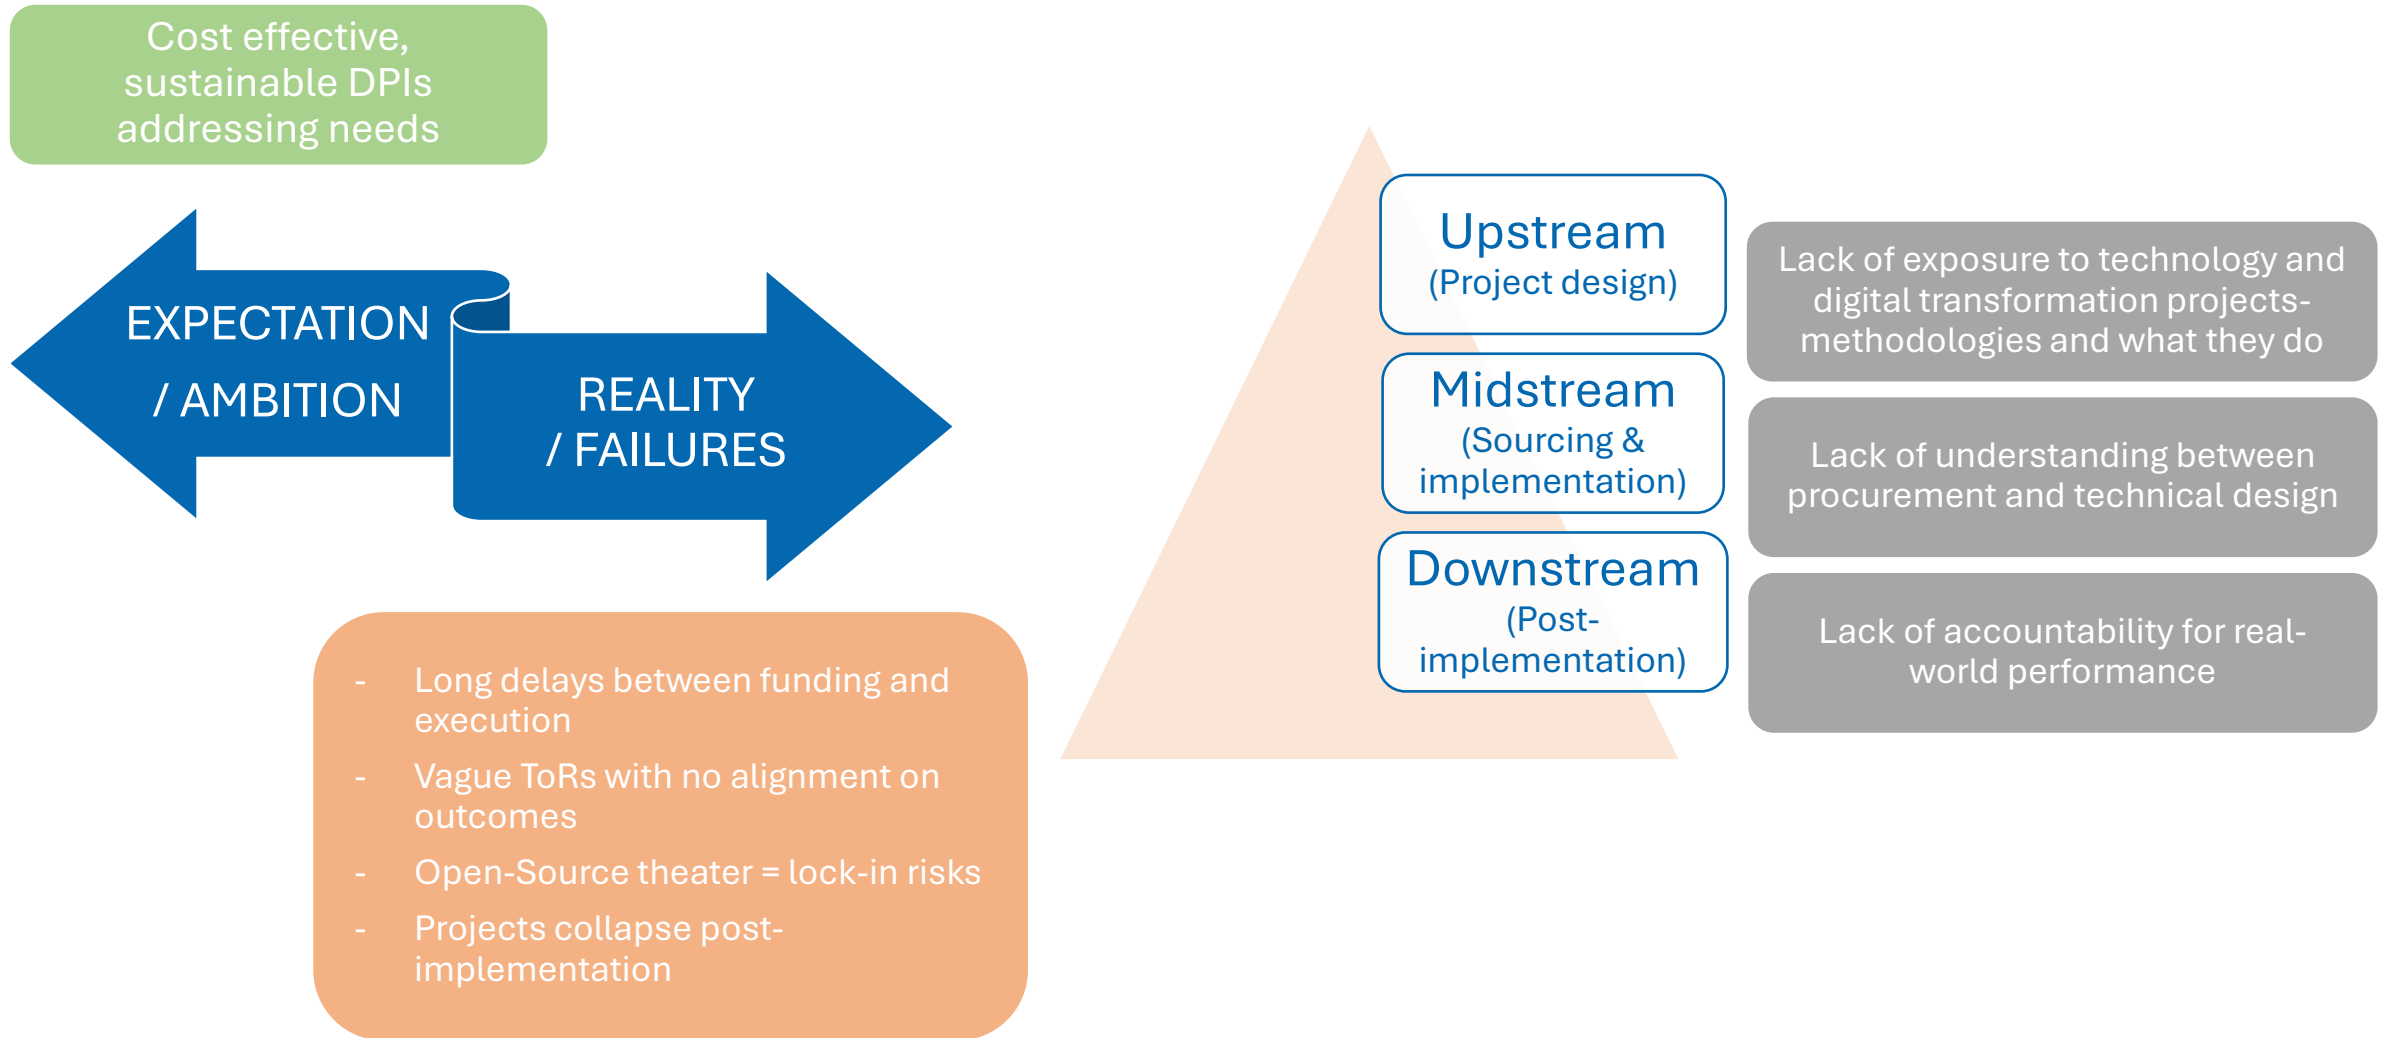 Cost effective,
sustainable DPIs
addressing needs
EXPECTATION
/ AMBITION
REALITY
/ FAILURES
- Long delays between funding and
execution
- Vague ToRs with no alignment on
outcomes
- Open-Source theater = lock-in risks
- Projects collapse post-
implementation
Upstream
(Project design)
Lack of exposure to technology and
digital transformation projects-
methodologies and what they do
Midstream
(Sourcing &
implementation)
Lack of understanding between
procurement and technical design
Downstream
(Post-
implementation)
Lack of accountability for real-
world performance